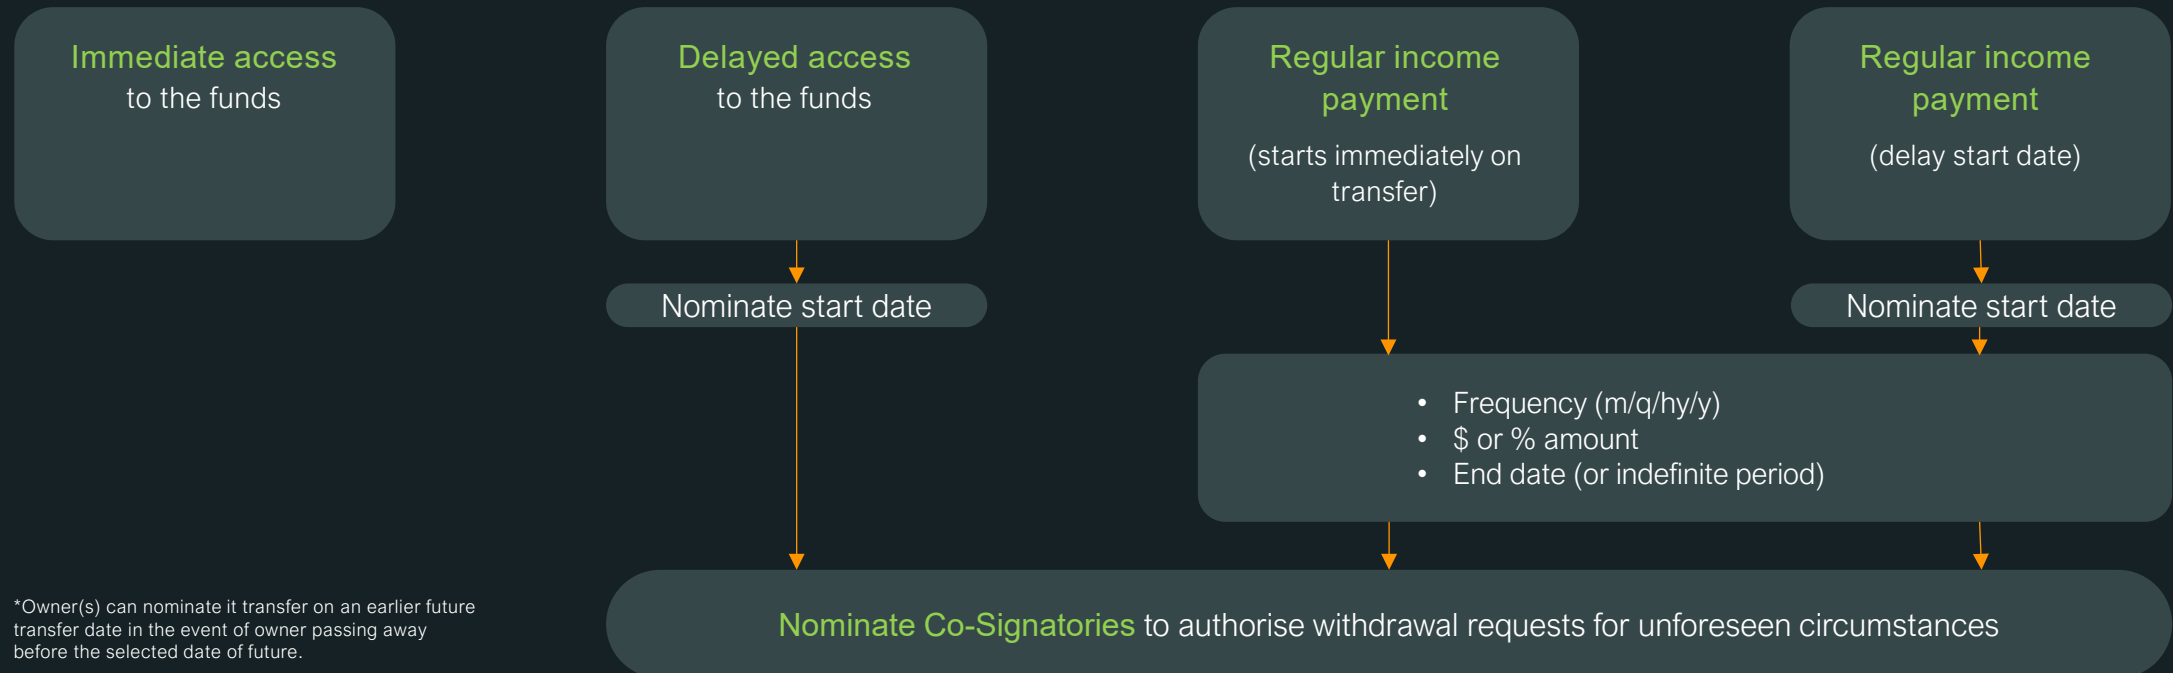 Immediate access
to the funds
Delayed access
to the funds
Regular income
payment
(starts immediately on
transfer)
Regular income
payment
(delay start date)
Nominate start date
Nominate start date
• Frequency (m/q/hy/y)
• $ or % amount
• End date (or indefinite period)
*Owner(s) can nominate it transfer on an earlier future
transfer date in the event of owner passing away
before the selected date of future.
Nominate Co-Signatories to authorise withdrawal requests for unforeseen circumstances